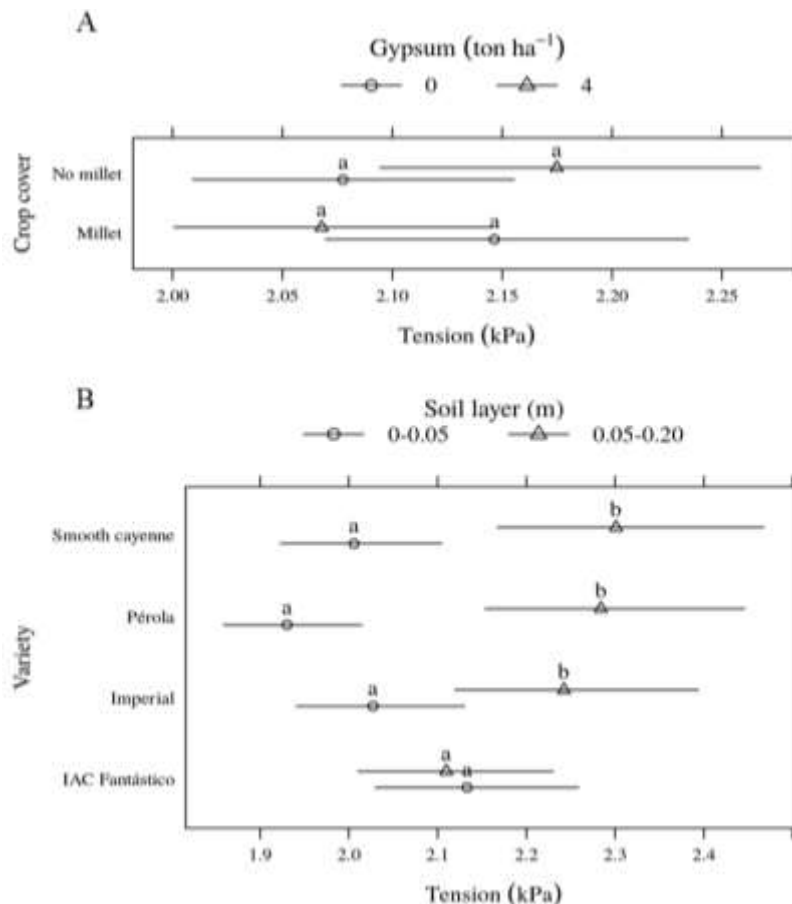 A
Gypsum (ton ha⁻¹)
0 4
Crop cover
No millet
a a
Millet
a a
2.00 2.05 2.10 2.15 2.20 2.25
Tension (kPa)
B
Soil layer (m)
0-0.05 0.05-0.20
Variety
Smooth cayenne
a b
Pérola
a b
Imperial
a b
IAC Fantástico
a a
1.9 2.0 2.1 2.2 2.3 2.4
Tension (kPa)